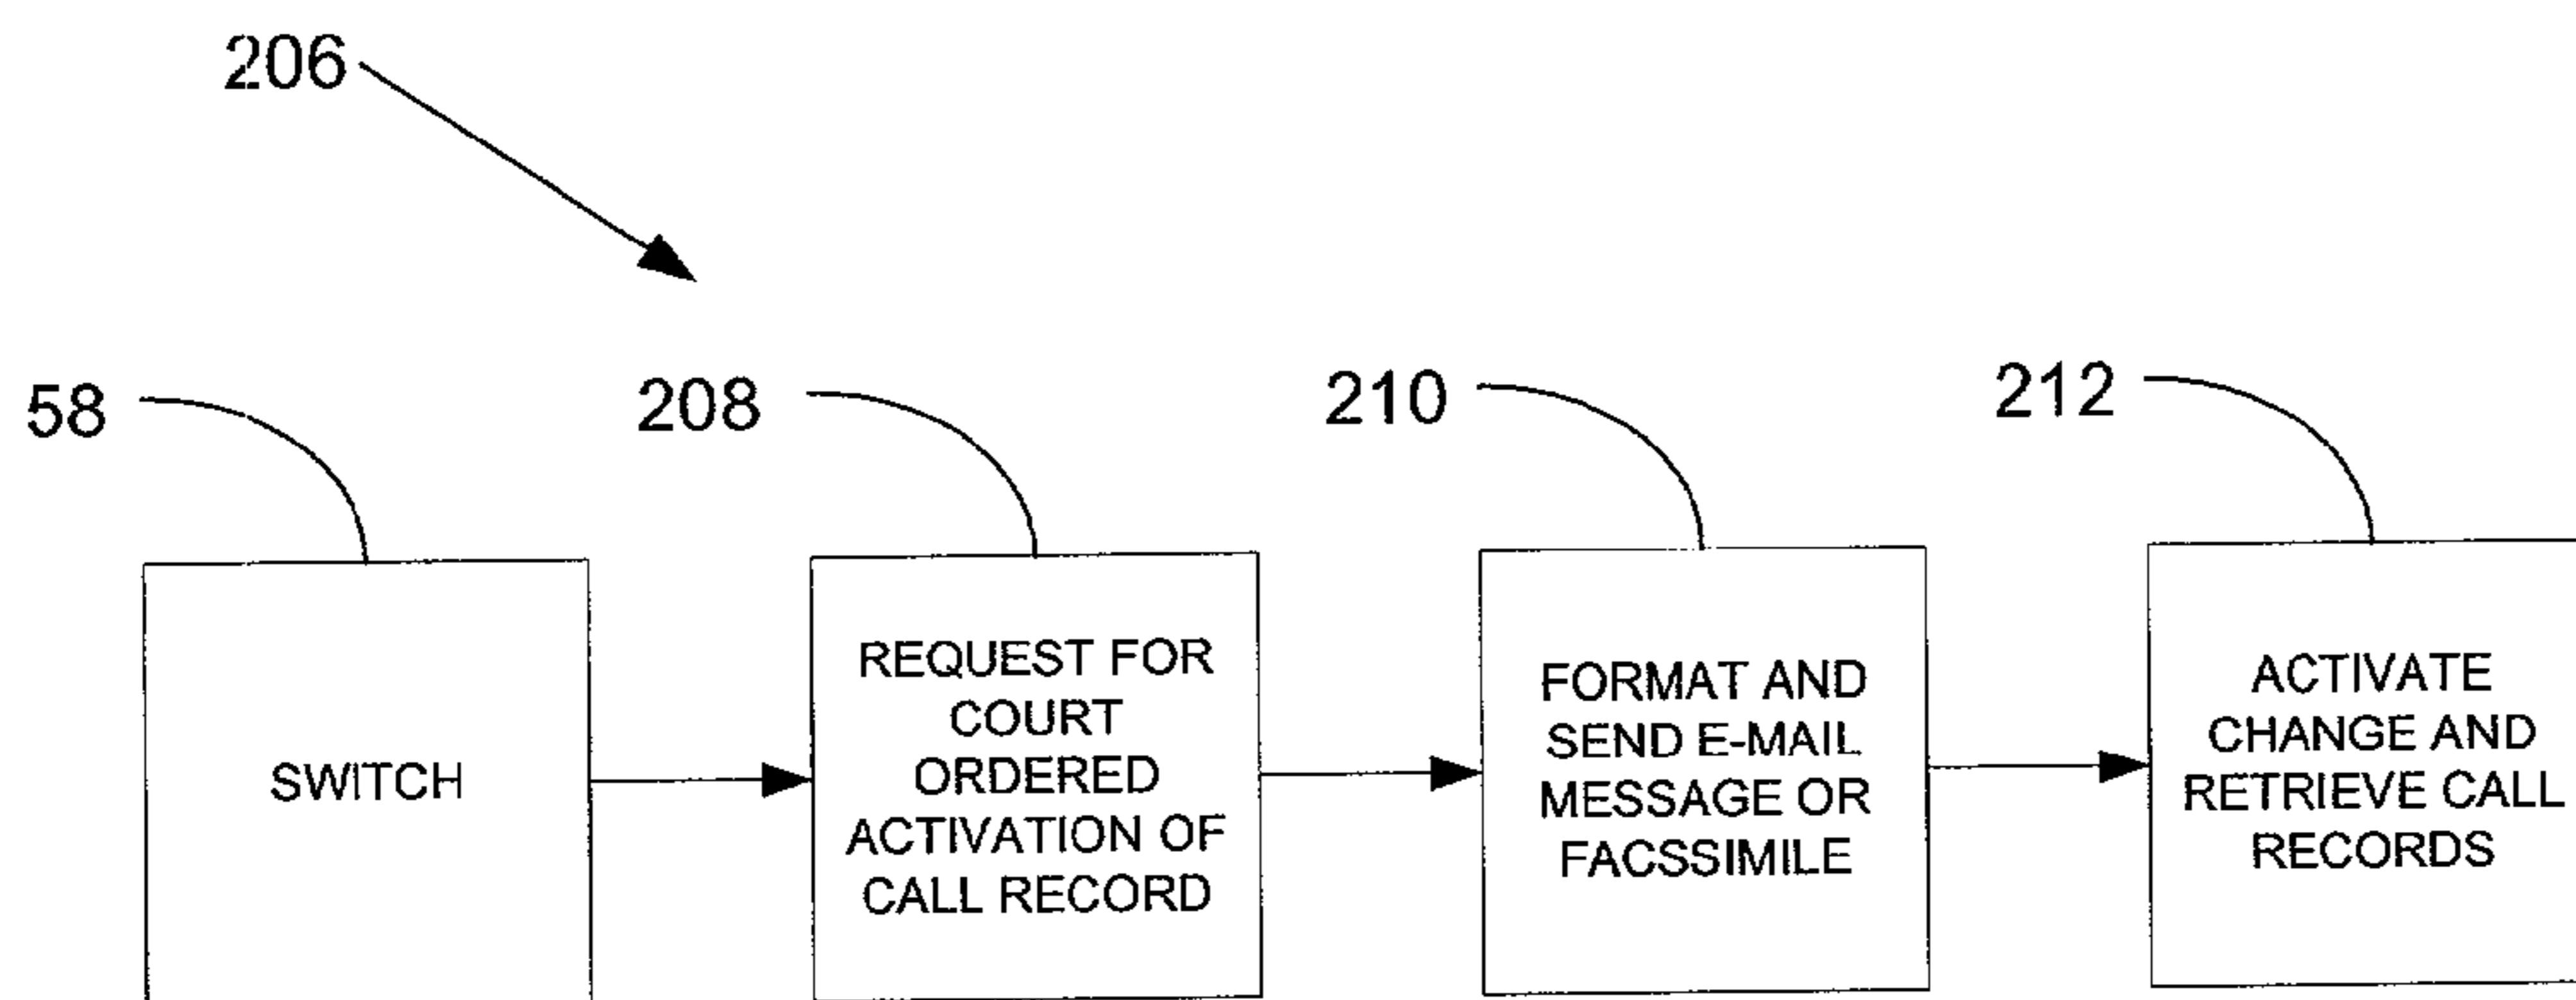 206
58
208
210
212
SWITCH
REQUEST FOR
COURT
ORDERED
ACTIVATION OF
CALL RECORD
FORMAT AND
SEND E-MAIL
MESSAGE OR
FACSSIMILE
ACTIVATE
CHANGE AND
RETRIEVE CALL
RECORDS